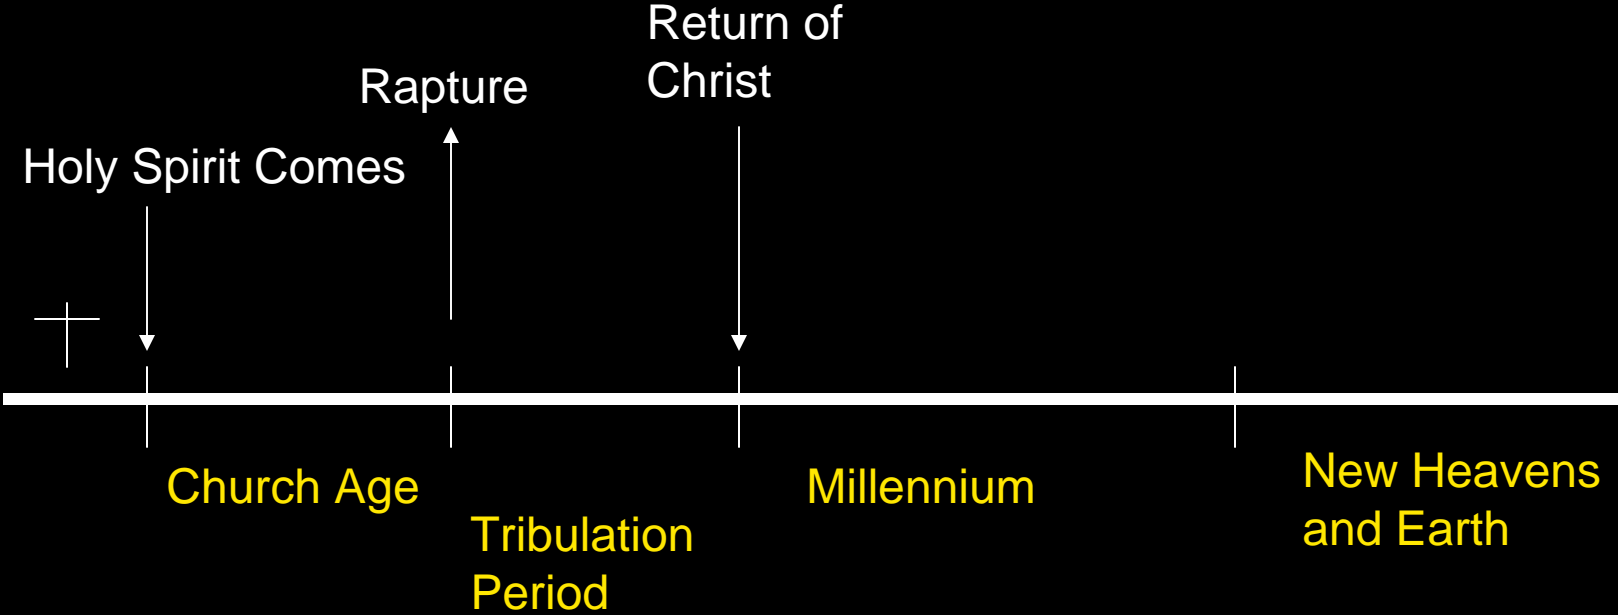 Return of
Christ
Rapture
Holy Spirit Comes
Church Age
Tribulation
Period
Millennium
New Heavens
and Earth